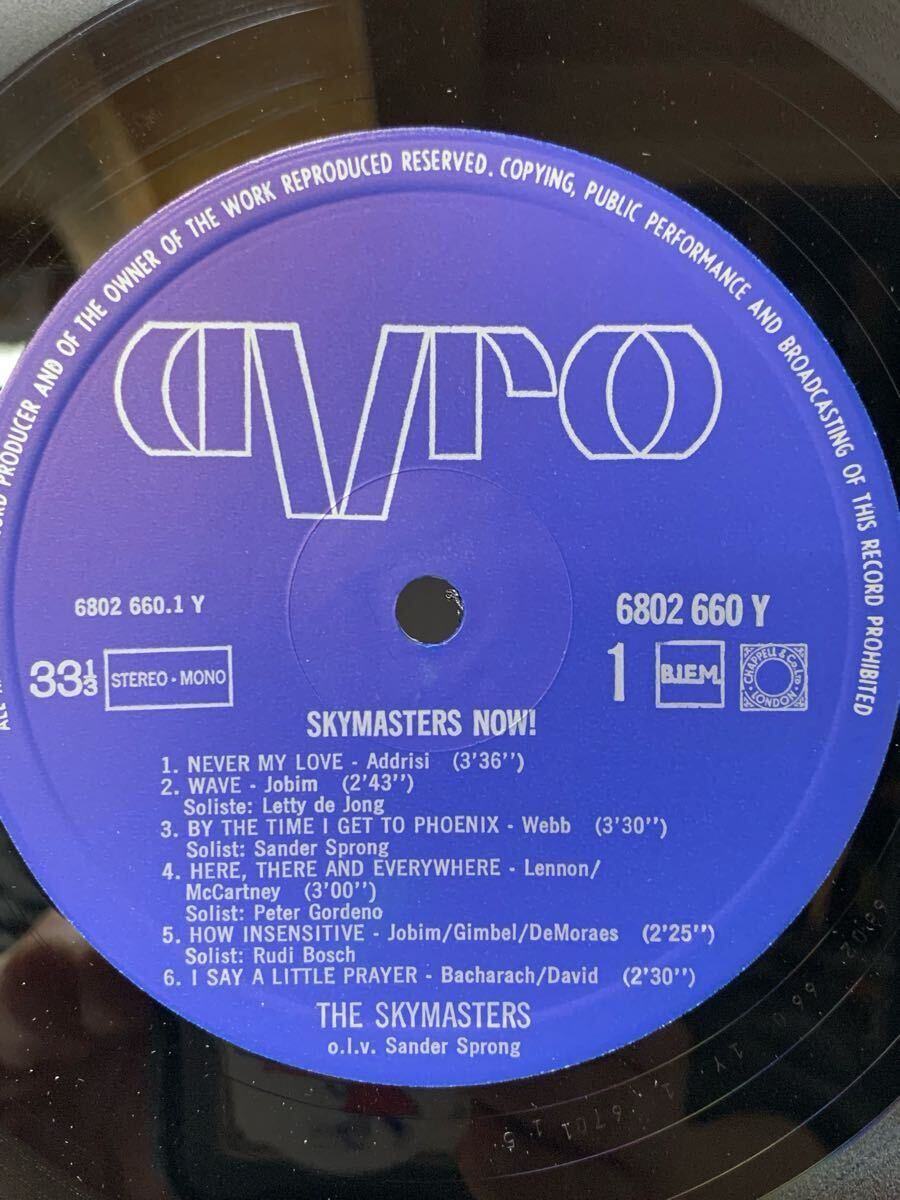 RECORD PRODUCER AND OF THE OWNER OF THE WORK REPRODUCED RESERVED. COPYING, PUBLIC PERFORMANCE AND BROADCASTING OF THIS RECORD PROHIBITED
ALL
avro
6802 660.1 Y
6802 660 Y
33⅓
STEREO - MONO
1
B.I.E.M.
CHAPPELL & Co. LTD
LONDON
SKYMASTERS NOW!
1. NEVER MY LOVE - Addrisi (3'36'')
2. WAVE - Jobim (2'43'')
Soliste: Letty de Jong
3. BY THE TIME I GET TO PHOENIX - Webb (3'30'')
Solist: Sander Sprong
4. HERE, THERE AND EVERYWHERE - Lennon/
McCartney (3'00'')
Solist: Peter Gordeno
5. HOW INSENSITIVE - Jobim/Gimbel/DeMoraes (2'25'')
Solist: Rudi Bosch
6. I SAY A LITTLE PRAYER - Bacharach/David (2'30'')
THE SKYMASTERS
o.l.v. Sander Sprong
6802 660 1Y